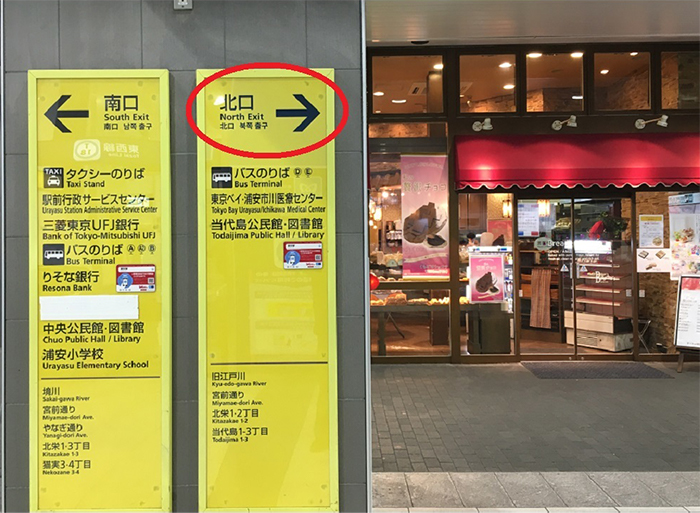 南口
South Exit
南口 남쪽 출구
TAXI
タクシーのりば
Taxi Stand
駅前行政サービスセンター
Urayasu Station Administrative Service Center
三菱東京UFJ銀行
Bank of Tokyo-Mitsubishi UFJ
バスのりば
Bus Terminal
りそな銀行
Resona Bank
中央公民館・図書館
Chuo Public Hall / Library
浦安小学校
Urayasu Elementary School
境川
Sakai-gawa River
宮前通り
Miyamae-dori Ave.
やなぎ通り
Yanagi-dori Ave.
北栄1・3丁目
Kitazakae 1・3
猫実3・4丁目
Nekozane 3・4
北口
North Exit
北口 북쪽 출구
バスのりば
Bus Terminal
東京ベイ・浦安市川医療センター
Tokyo Bay Urayasu/Ichikawa Medical Center
当代島公民館・図書館
Todaijima Public Hall / Library
旧江戸川
Kyu-edo-gawa River
宮前通り
Miyamae-dori Ave.
北栄1・2丁目
Kitazakae 1・2
当代島1・3丁目
Todaijima 1・3